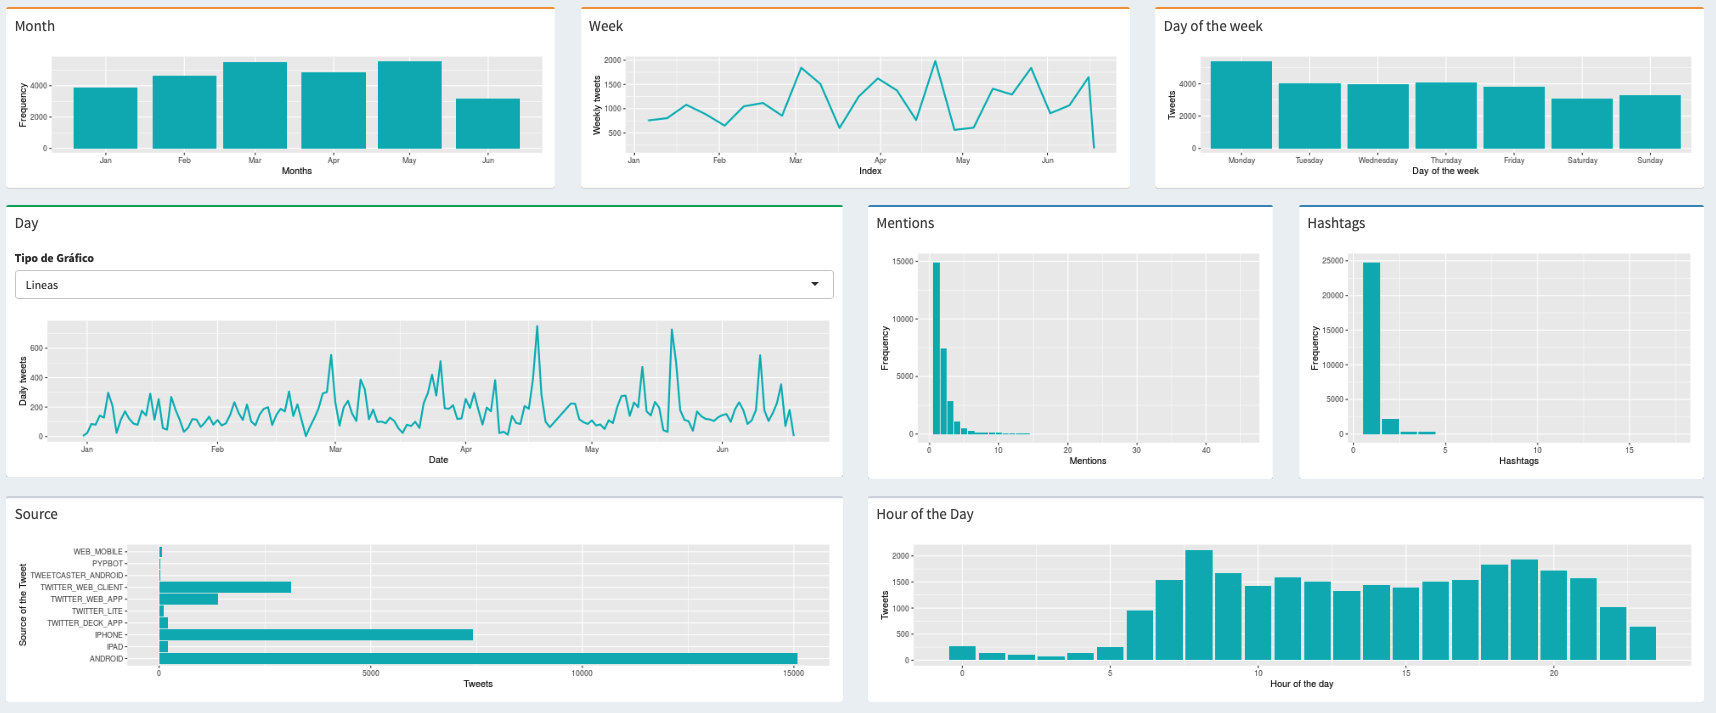 Month
Frequency
4000
2000
0
Jan Feb Mar Apr May Jun
Months
Week
Weekly tweets
2000
1500
1000
500
Jan Feb Mar Apr May Jun
Index
Day of the week
Tweets
4000
2000
0
Monday Tuesday Wednesday Thursday Friday Saturday Sunday
Day of the week
Day
Tipo de Gráfico
Lineas
Daily tweets
600
400
200
0
Jan Feb Mar Apr May Jun
Date
Mentions
Frequency
15000
10000
5000
0
0 10 20 30 40
Mentions
Hashtags
Frequency
25000
20000
15000
10000
5000
0
0 5 10 15
Hashtags
Source
Source of the Tweet
WEB_MOBILE
PYPBOT
TWEETCASTER_ANDROID
TWITTER_WEB_CLIENT
TWITTER_WEB_APP
TWITTER_LITE
TWITTER_DECK_APP
IPHONE
IPAD
ANDROID
0 5000 10000 15000
Tweets
Hour of the Day
Tweets
2000
1500
1000
500
0
0 5 10 15 20
Hour of the day